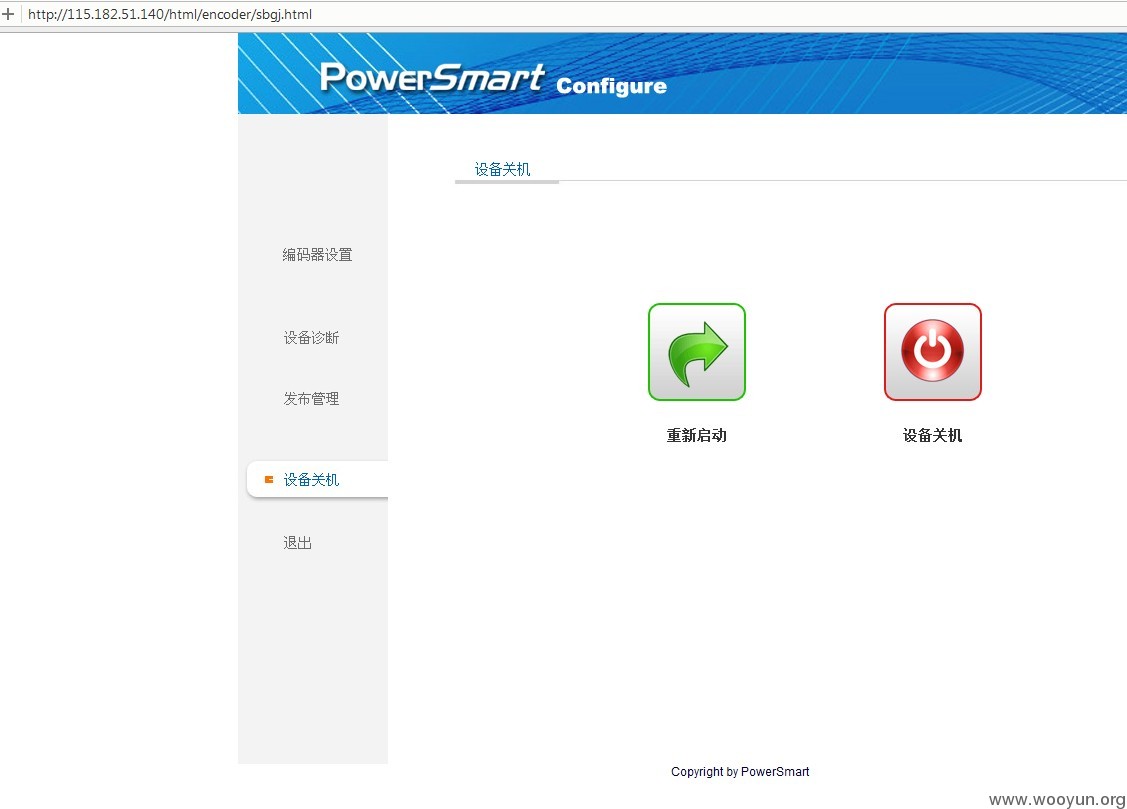 http://115.182.51.140/html/encoder/sbgj.html
PowerSmart Configure
设备关机
编码器设置
设备诊断
发布管理
设备关机
退出
重新启动
设备关机
Copyright by PowerSmart
www.wooyun.org